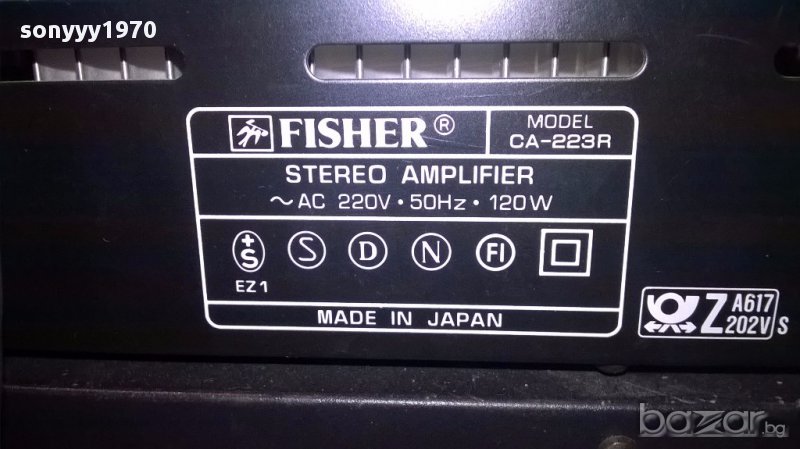 sonyyy1970
FISHER ® MODEL CA-223R
STEREO AMPLIFIER
~ AC 220V · 50Hz · 120W
+S S D N FI
EZ1
MADE IN JAPAN
Z A617 202V S
bazar.bg